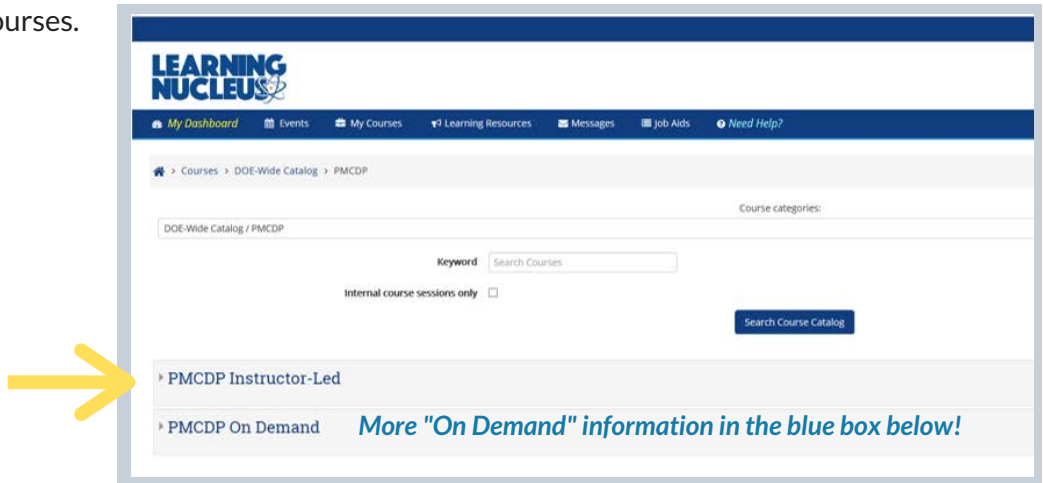 ourses.
LEARNING
NUCLEUS
My Dashboard Events My Courses Learning Resources Messages Job Aids Need Help?
> Courses > DOE-Wide Catalog > PMCDP
Course categories:
DOE-Wide Catalog / PMCDP
Keyword Search Courses
Internal course sessions only
Search Course Catalog
PMCDP Instructor-Led
PMCDP On Demand More "On Demand" information in the blue box below!